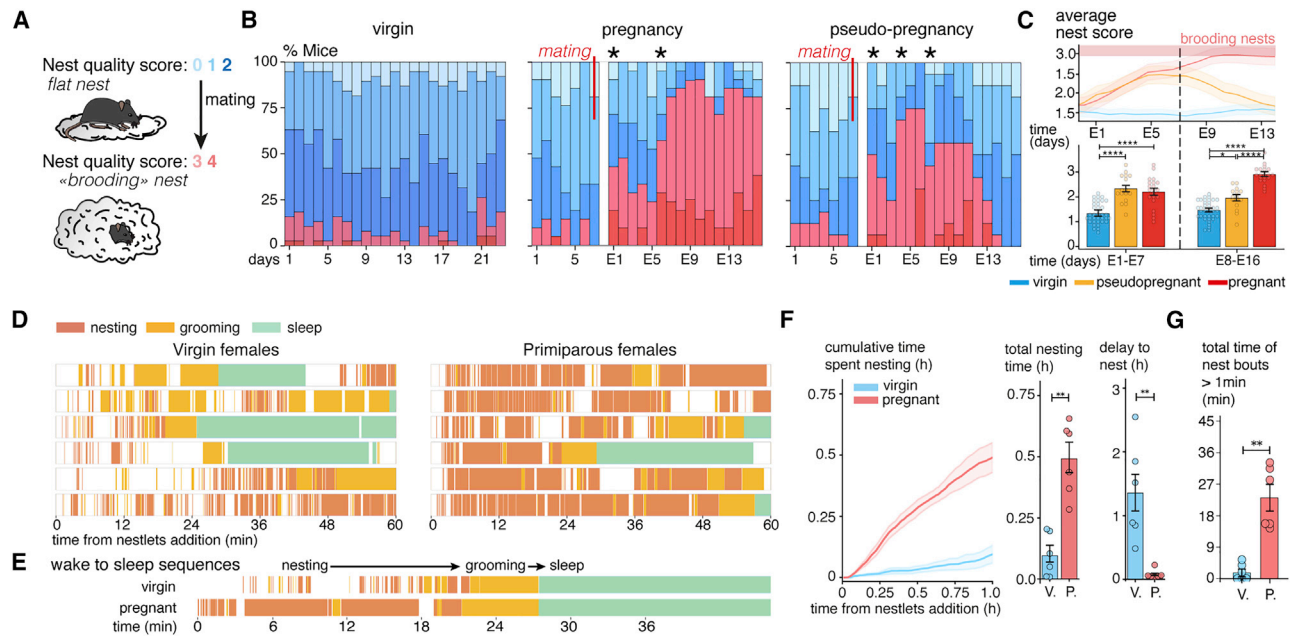 A
Nest quality score: 0 1 2
flat nest
mating
Nest quality score: 3 4
«brooding» nest
B
virgin
pregnancy
pseudo-pregnancy
% Mice
mating
* *
mating
* * *
100
75
50
25
0
days
1 5 9 13 17 21
1 5 E1 E5 E9 E13
1 5 E1 E5 E9 E13
C
average
nest score
brooding nests
3.0
1.5
2.0
1.5
time
(days)
E1 E5 E9 E13
**** ****
**** * ****
3
2
1
0
time (days) E1-E7 E8-E16
virgin pseudopregnant pregnant
D
nesting grooming sleep
Virgin females
Primiparous females
0 12 24 36 48 60
0 12 24 36 48 60
time from nestlets addition (min)
E
wake to sleep sequences
nesting grooming sleep
virgin
pregnant
time (min) 0 6 12 18 24 30 36
F
cumulative time
spent nesting (h)
virgin
pregnant
0.75
0.5
0.25
0
0 0.25 0.5 0.75 1.0
time from nestlets addition (h)
total nesting
time (h)
**
0.75
0.5
0.25
0.0
V. P.
delay to
nest (h)
**
3
2
1
0
V. P.
G
total time of
nest bouts
> 1min
(min)
**
45
36
27
18
9
0
V. P.